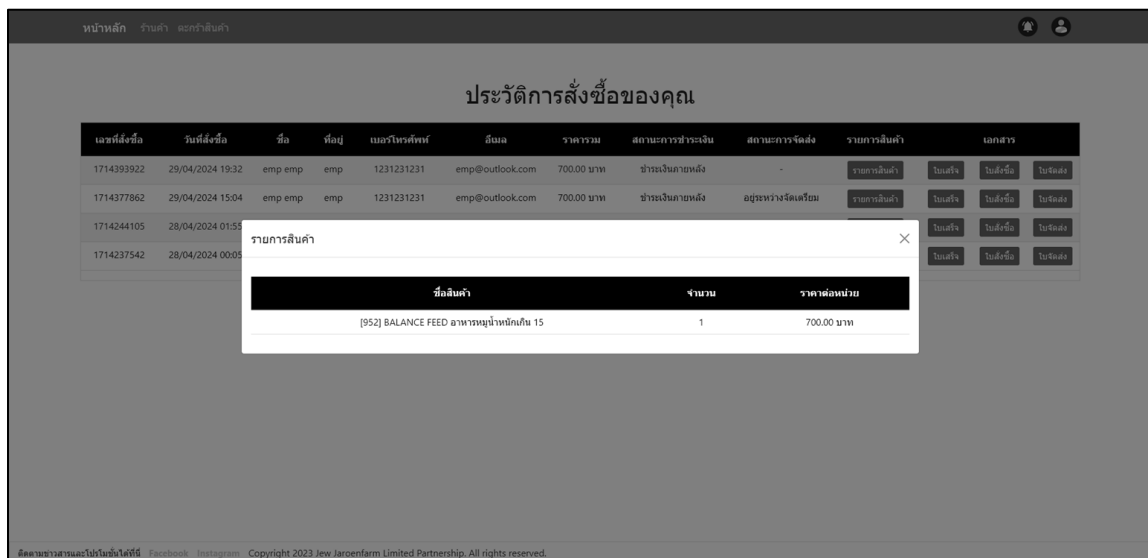 หน้าหลัก ร้านค้า ตะกร้าสินค้า
ประวัติการสั่งซื้อของคุณ
เลขที่สั่งซื้อ วันที่สั่งซื้อ ชื่อ ที่อยู่ เบอร์โทรศัพท์ อีเมล ราคารวม สถานะการชำระเงิน สถานะการจัดส่ง รายการสินค้า เอกสาร
1714393922 29/04/2024 19:32 emp emp emp 1231231231 emp@outlook.com 700.00 บาท ชำระเงินภายหลัง - รายการสินค้า ใบเสร็จ ใบสั่งซื้อ ใบจัดส่ง
1714377862 29/04/2024 15:04 emp emp emp 1231231231 emp@outlook.com 700.00 บาท ชำระเงินภายหลัง อยู่ระหว่างจัดเตรียม รายการสินค้า ใบเสร็จ ใบสั่งซื้อ ใบจัดส่ง
1714244105 28/04/2024 01:55 ใบเสร็จ ใบสั่งซื้อ ใบจัดส่ง
1714237542 28/04/2024 00:05 ใบเสร็จ ใบสั่งซื้อ ใบจัดส่ง
รายการสินค้า
ชื่อสินค้า จำนวน ราคาต่อหน่วย
[952] BALANCE FEED อาหารหมูน้ำหนักเกิน 15 1 700.00 บาท
ติดตามข่าวสารและโปรโมชั่นได้ที่นี่ Facebook Instagram Copyright 2023 Jew Jaroenfarm Limited Partnership. All rights reserved.